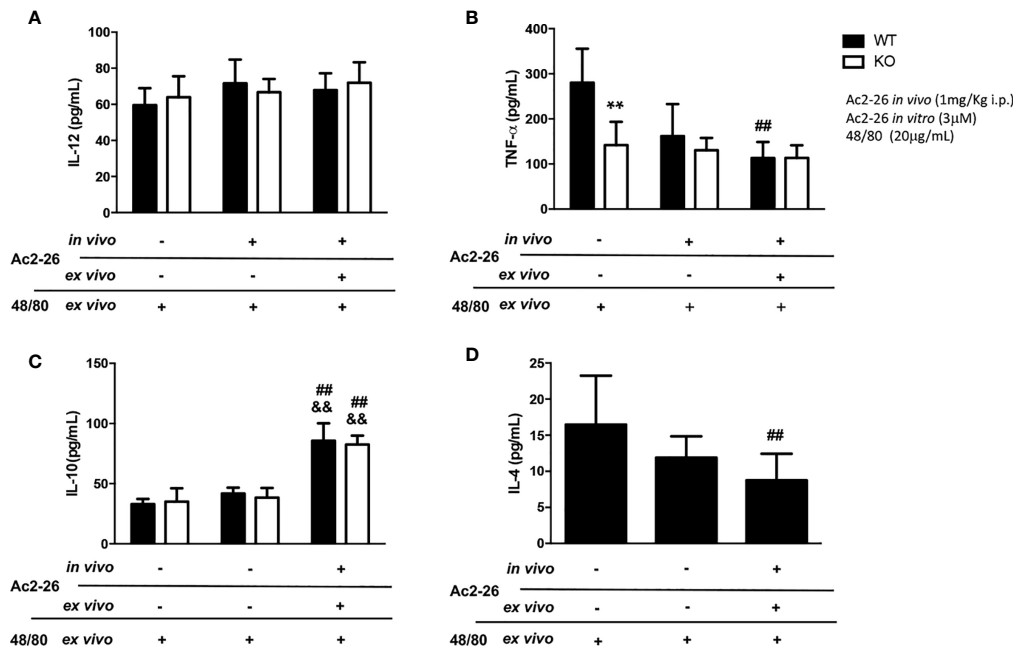 A
IL-12 (pg/mL)
100
80
60
40
20
0
in vivo - + +
Ac2-26
ex vivo - - +
48/80 ex vivo + + +
B
TNF-α (pg/mL)
400
300
200
100
0
**
##
in vivo - + +
Ac2-26
ex vivo - - +
48/80 ex vivo + + +
WT
KO
Ac2-26 in vivo (1mg/Kg i.p.)
Ac2-26 in vitro (3μM)
48/80 (20μg/mL)
C
IL-10(pg/mL)
150
100
50
0
## ##
&& &&
in vivo - - +
Ac2-26
ex vivo - - +
48/80 ex vivo + + +
D
IL-4 (pg/mL)
25
20
15
10
5
0
##
in vivo - - +
Ac2-26
ex vivo - - +
48/80 ex vivo + + +